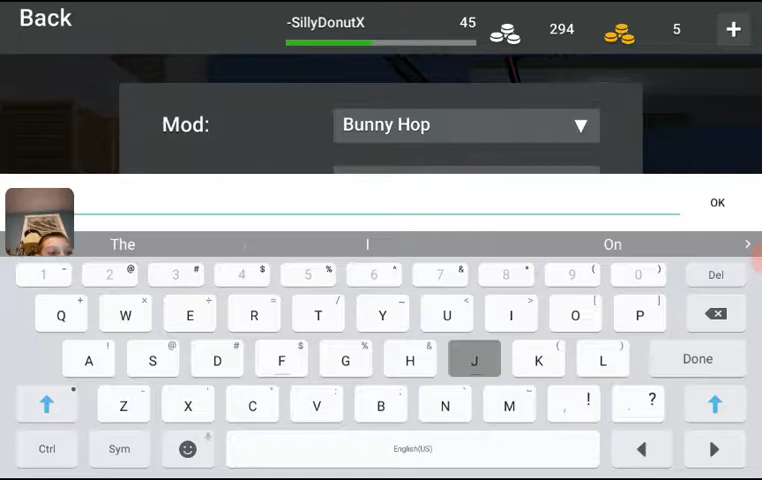 Back -SillyDonutX 45 294 5 +
Mod: Bunny Hop ▼
OK
The I On >
1 - 2 @ 3 # 4 $ 5 % 6 ^ 7 & 8 * 9 ( 0 ) Del
Q + W × E ÷ R = T / Y _ U < I > O [ P ]
A ! S @ D # F $ G % H & J K ( L ) Done
Z - X ' C " V : B ; N M , ! . ?
Ctrl Sym English(US)